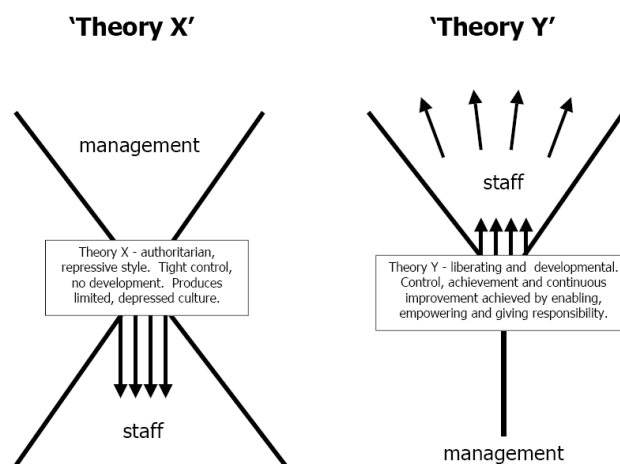 ‘Theory X’
management
Theory X - authoritarian,
repressive style. Tight control,
no development. Produces
limited, depressed culture.
staff
‘Theory Y’
staff
Theory Y - liberating and developmental.
Control, achievement and continuous
improvement achieved by enabling,
empowering and giving responsibility.
management